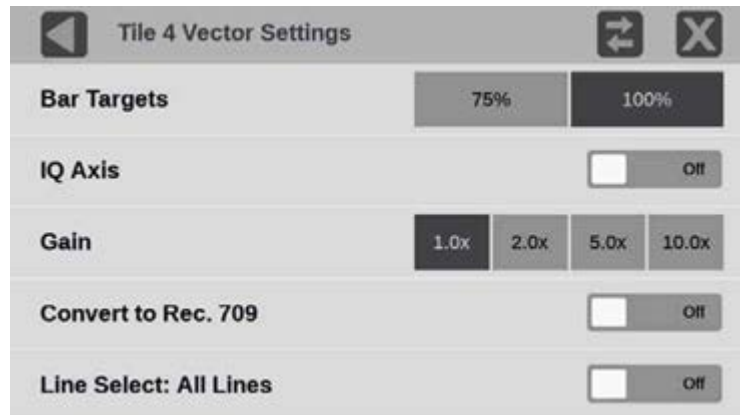 Tile 4 Vector Settings
Bar Targets 75% 100%
IQ Axis Off
Gain 1.0x 2.0x 5.0x 10.0x
Convert to Rec. 709 Off
Line Select: All Lines Off